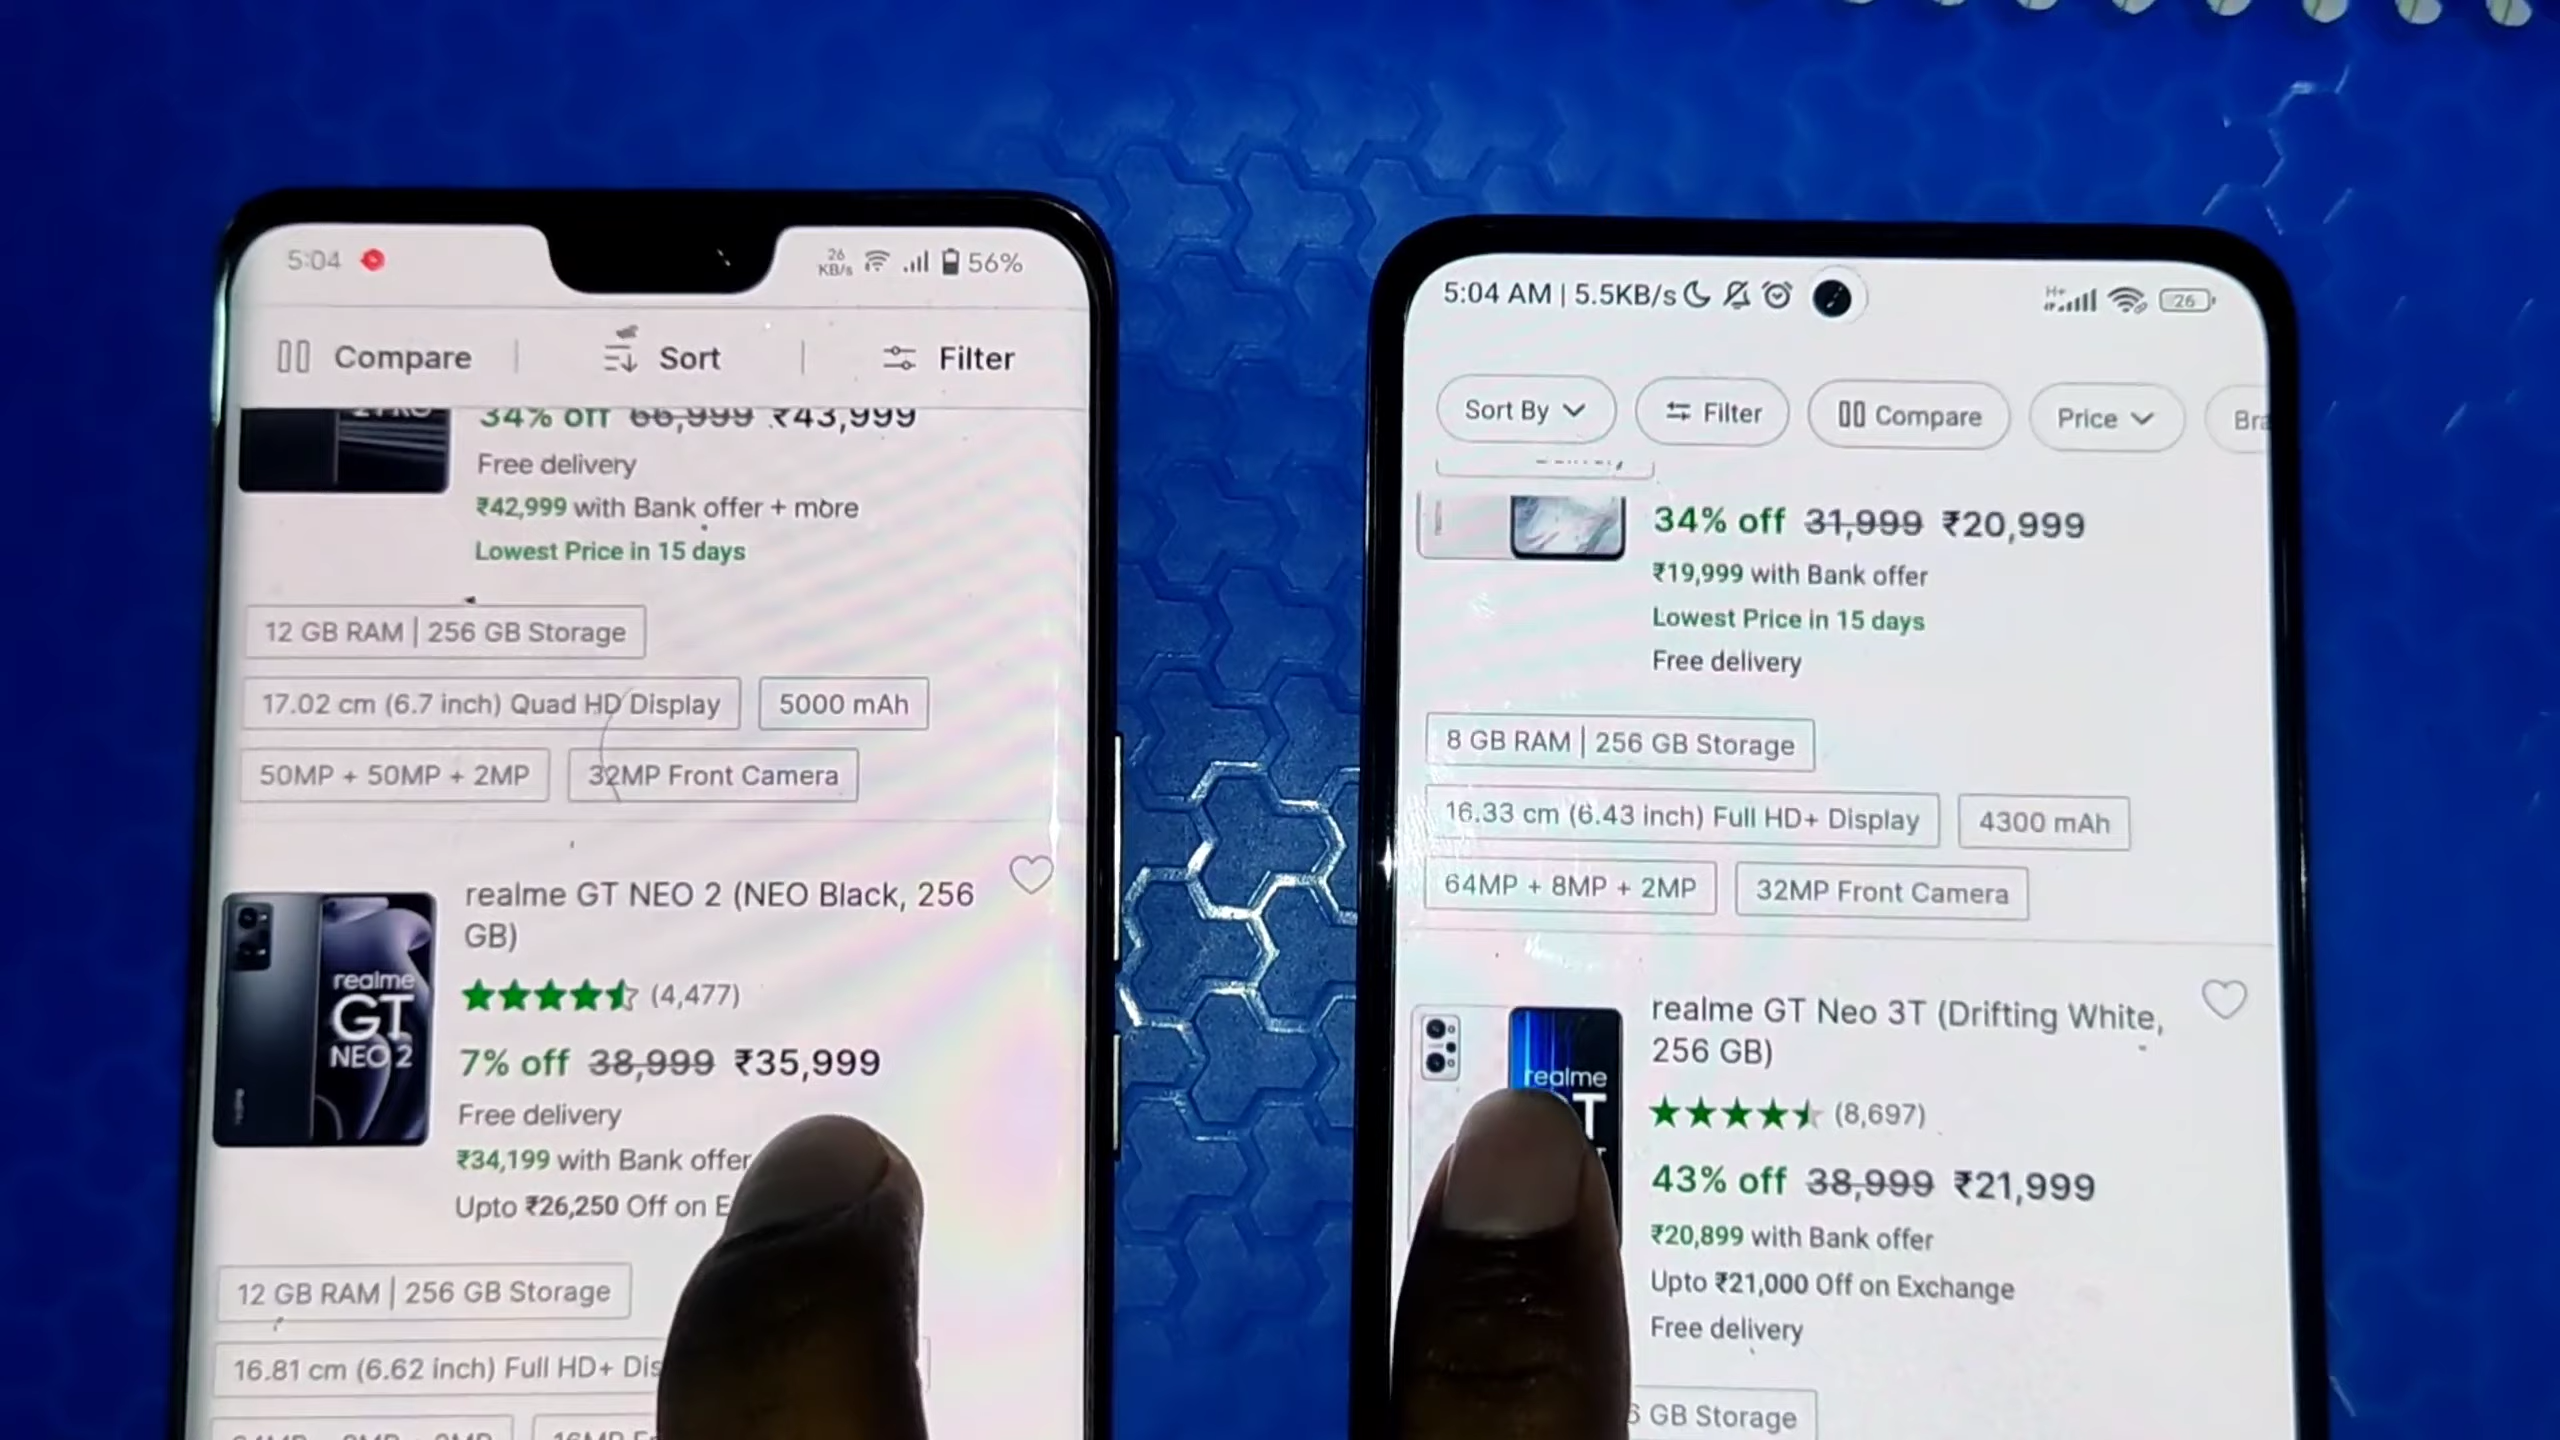 5:04
26
KB/s
56%
Compare
Sort
Filter
34% off 66,999 ₹43,999
Free delivery
₹42,999 with Bank offer + more
Lowest Price in 15 days
12 GB RAM | 256 GB Storage
17.02 cm (6.7 inch) Quad HD Display
5000 mAh
50MP + 50MP + 2MP
32MP Front Camera
realme GT NEO 2 (NEO Black, 256
GB)
realme
GT
NEO 2
(4,477)
7% off 38,999 ₹35,999
Free delivery
₹34,199 with Bank offer
Upto ₹26,250 Off on E
12 GB RAM | 256 GB Storage
16.81 cm (6.62 inch) Full HD+ Dis
5:04 AM | 5.5KB/s
H+
26
Sort By
Filter
Compare
Price
Bra
34% off 31,999 ₹20,999
₹19,999 with Bank offer
Lowest Price in 15 days
Free delivery
8 GB RAM | 256 GB Storage
16.33 cm (6.43 inch) Full HD+ Display
4300 mAh
64MP + 8MP + 2MP
32MP Front Camera
realme GT Neo 3T (Drifting White,
256 GB)
realme
T
(8,697)
43% off 38,999 ₹21,999
₹20,899 with Bank offer
Upto ₹21,000 Off on Exchange
Free delivery
6 GB Storage